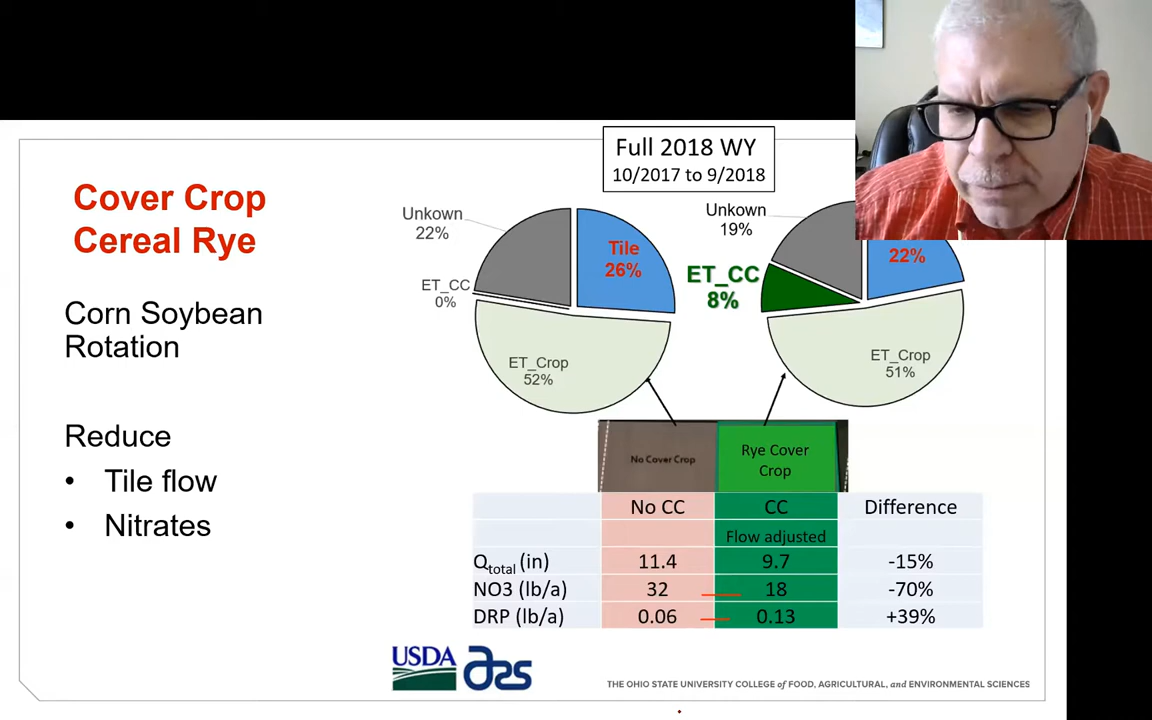 Full 2018 WY
10/2017 to 9/2018
Cover Crop
Cereal Rye
Corn Soybean
Rotation
Reduce
• Tile flow
• Nitrates
Unkown
22%
Tile
26%
ET_CC
0%
ET_Crop
52%
Unkown
19%
22%
ET_CC
8%
ET_Crop
51%
No Cover Crop
Rye Cover
Crop
No CC CC Difference
Flow adjusted
Qtotal (in) 11.4 9.7 -15%
NO3 (lb/a) 32 18 -70%
DRP (lb/a) 0.06 0.13 +39%
USDA ars
THE OHIO STATE UNIVERSITY COLLEGE of FOOD, AGRICULTURAL, and ENVIRONMENTAL SCIENCES